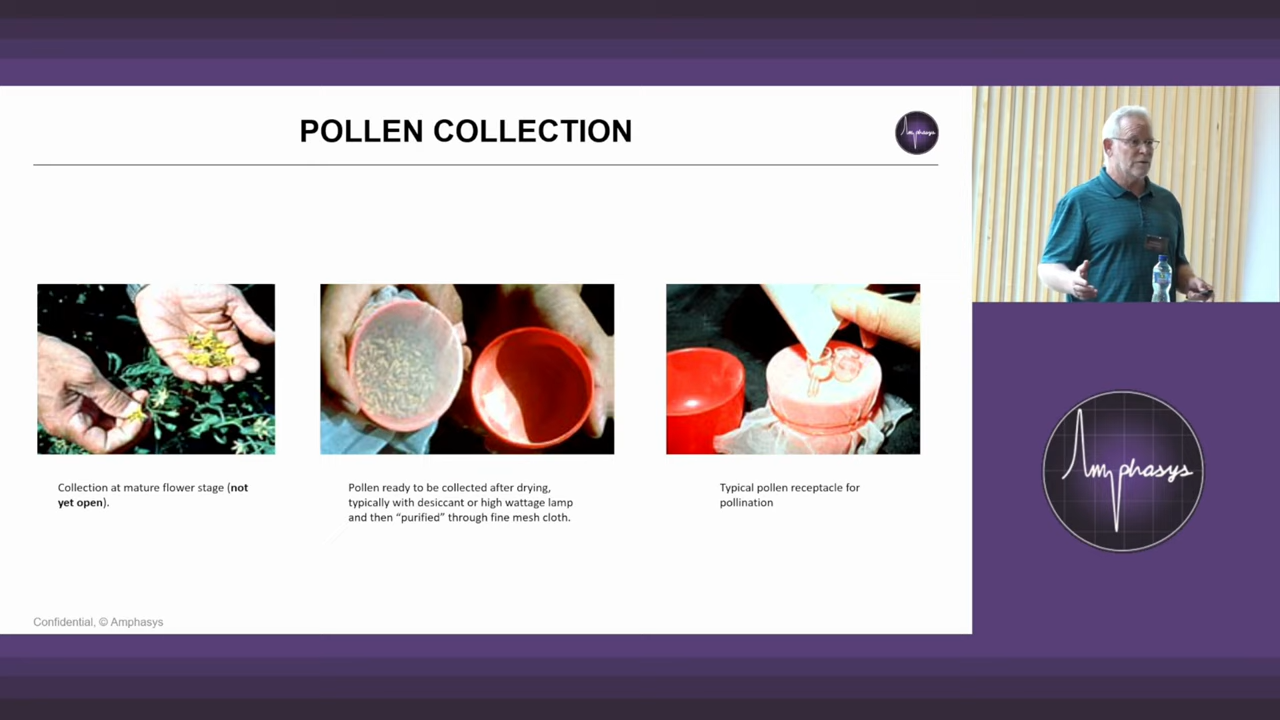 POLLEN COLLECTION
Amphasys
Collection at mature flower stage (not
yet open).
Pollen ready to be collected after drying,
typically with desiccant or high wattage lamp
and then “purified” through fine mesh cloth.
Typical pollen receptacle for
pollination
Amphasys
Confidential, © Amphasys